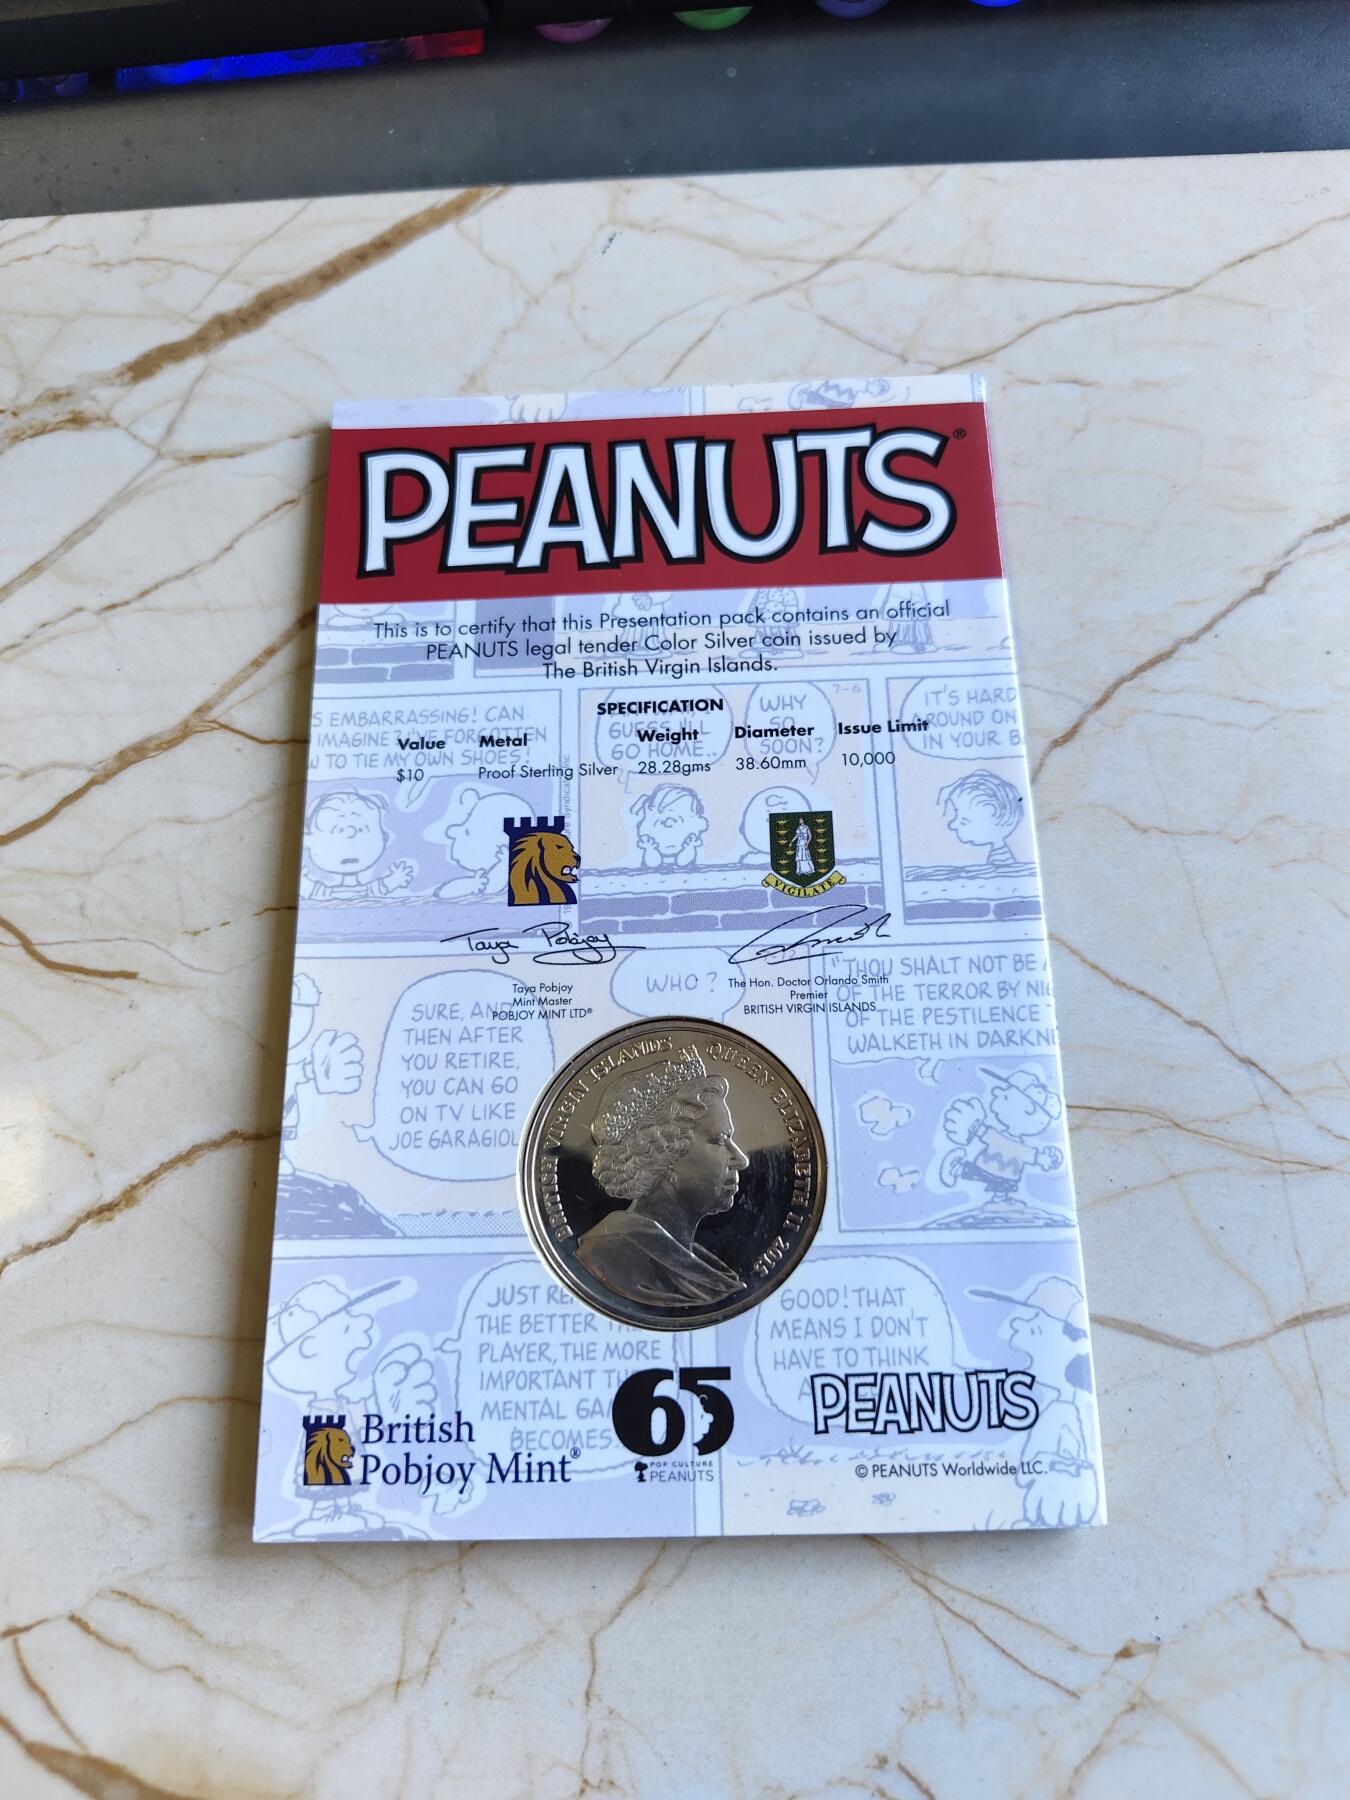 PEANUTS®
This is to certify that this Presentation pack contains an official
PEANUTS legal tender Color Silver coin issued by
The British Virgin Islands.
SPECIFICATION
Value Metal Weight Diameter Issue Limit
$10 Proof Sterling Silver 28.28gms 38.60mm 10,000
S EMBARRASSING! CAN
IMAGINE? I'VE FORGOTTEN
TO TIE MY OWN SHOES!
GUESS I'LL
GO HOME..
WHY
SO
SOON?
7-6
IT'S HARD
AROUND ON
IN YOUR B
VIGILATE
Taya Pobjoy
Taya Pobjoy
Mint Master
POBJOY MINT LTD®
The Hon. Doctor Orlando Smith
Premier
BRITISH VIRGIN ISLANDS
SURE, AND
THEN AFTER
YOU RETIRE,
YOU CAN GO
ON TV LIKE
JOE GARAGIOL
WHO?
"THOU SHALT NOT BE A
OF THE TERROR BY NI
OF THE PESTILENCE
WALKETH IN DARKNE
BRITISH VIRGIN ISLANDS QUEEN ELIZABETH II 2015
JUST RE
THE BETTER
PLAYER, THE MORE
IMPORTANT TH
MENTAL GA
BECOMES..
GOOD! THAT
MEANS I DON'T
HAVE TO THINK
British
Pobjoy Mint®
65
POP CULTURE
PEANUTS
PEANUTS
© PEANUTS Worldwide LLC.